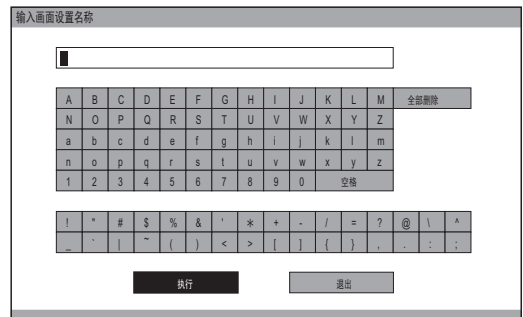 输入画面设置名称
A B C D E F G H I J K L M 全部删除
N O P Q R S T U V W X Y Z
a b c d e f g h i j k l m
n o p q r s t u v w x y z
1 2 3 4 5 6 7 8 9 0 空格
! " # $ % & ' * + - / = ? @ \ ^
_ ` | ~ ( ) < > [ ] { } , . : ;
执行 退出